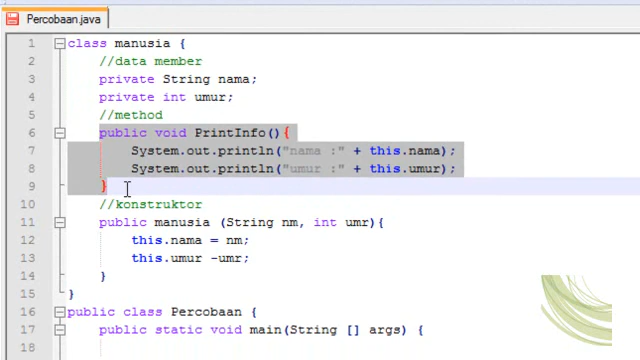 Percobaan.java
1 class manusia {
2 //data member
3 private String nama;
4 private int umur;
5 //method
6 public void PrintInfo(){
7 System.out.println("nama :" + this.nama);
8 System.out.println("umur :" + this.umur);
9 }
10 //konstruktor
11 public manusia (String nm, int umr){
12 this.nama = nm;
13 this.umur -umr;
14 }
15 }
16 public class Percobaan {
17 public static void main(String [] args) {
18